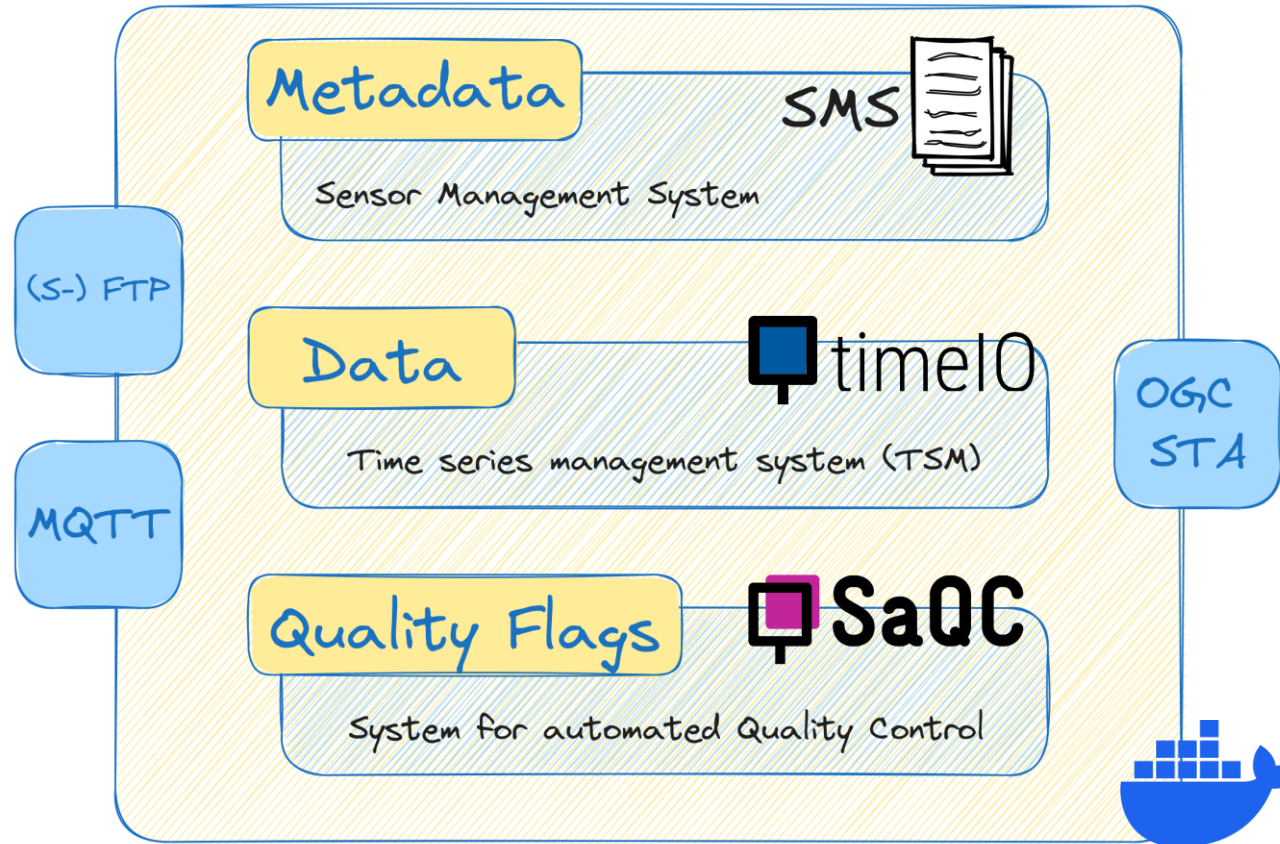 Metadata
SMS
Sensor Management System
(S-) FTP
Data
timeIO
Time series management system (TSM)
OGC
STA
MQTT
Quality Flags
SaQC
System for automated Quality Control